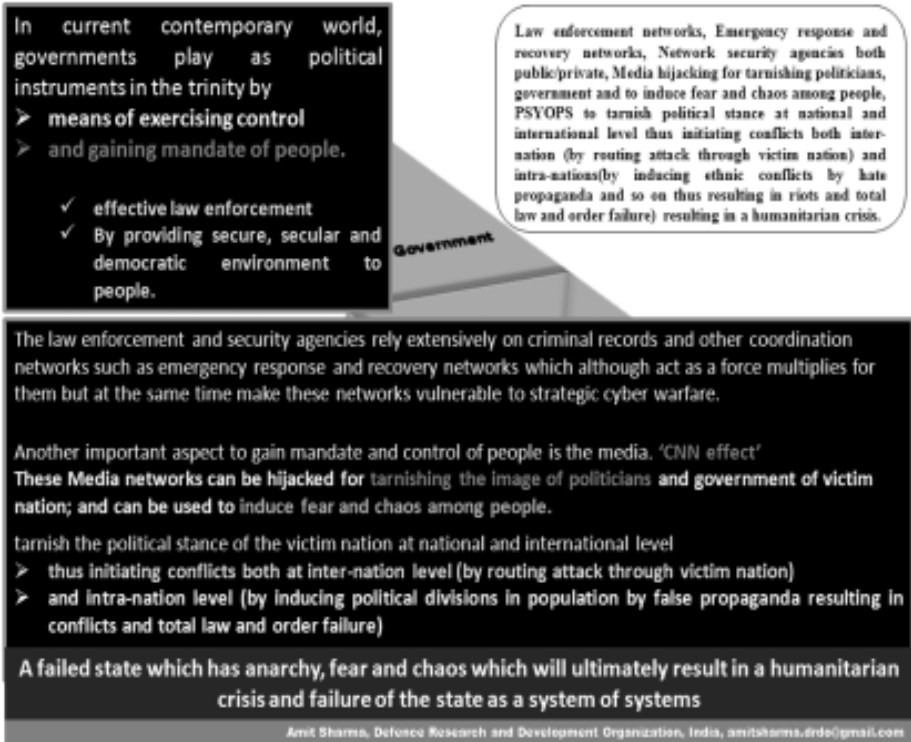 In current contemporary world,
governments play as political
instruments in the trinity by
➢ means of exercising control
➢ and gaining mandate of people.
✓ effective law enforcement
✓ By providing secure, secular and
democratic environment to
people.
Law enforcement networks, Emergency response and
recovery networks, Network security agencies both
public/private, Media hijacking for tarnishing politicians,
government and to induce fear and chaos among people,
PSYOPS to tarnish political stance at national and
international level thus initiating conflicts both inter-
nation (by routing attack through victim nation) and
intra-nations(by inducing ethnic conflicts by hate
propaganda and so on thus resulting in riots and total
law and order failure) resulting in a humanitarian crisis.
Government
The law enforcement and security agencies rely extensively on criminal records and other coordination
networks such as emergency response and recovery networks which although act as a force multiplies for
them but at the same time make these networks vulnerable to strategic cyber warfare.
Another important aspect to gain mandate and control of people is the media. ‘CNN effect’
These Media networks can be hijacked for tarnishing the image of politicians and government of victim
nation; and can be used to induce fear and chaos among people.
tarnish the political stance of the victim nation at national and international level
➢ thus initiating conflicts both at inter-nation level (by routing attack through victim nation)
➢ and intra-nation level (by inducing political divisions in population by false propaganda resulting in
conflicts and total law and order failure)
A failed state which has anarchy, fear and chaos which will ultimately result in a humanitarian
crisis and failure of the state as a system of systems
Amit Sharma, Defence Research and Development Organization, India, amitsharma.drdo@gmail.com